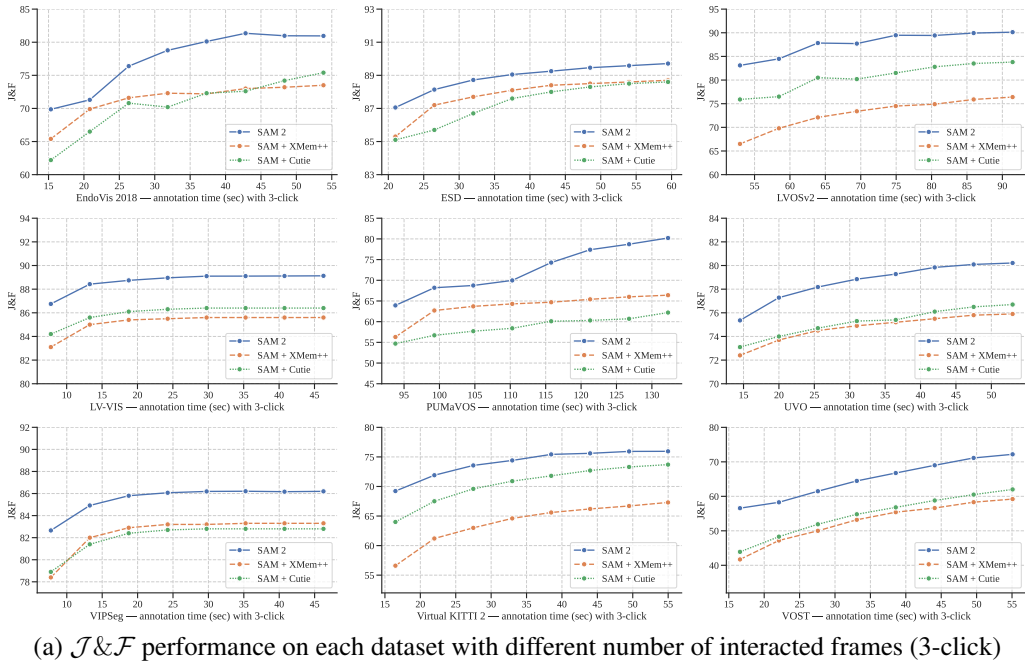 85
80
75
70
65
60
J&F
15 20 25 30 35 40 45 50 55
EndoVis 2018 — annotation time (sec) with 3-click
SAM 2
SAM + XMem++
SAM + Cutie
93
91
89
87
85
83
J&F
20 25 30 35 40 45 50 55 60
ESD — annotation time (sec) with 3-click
SAM 2
SAM + XMem++
SAM + Cutie
95
90
85
80
75
70
65
60
J&F
55 60 65 70 75 80 85 90
LVOSv2 — annotation time (sec) with 3-click
SAM 2
SAM + XMem++
SAM + Cutie
94
92
90
88
86
84
82
80
J&F
10 15 20 25 30 35 40 45
LV-VIS — annotation time (sec) with 3-click
SAM 2
SAM + XMem++
SAM + Cutie
85
80
75
70
65
60
55
50
45
J&F
95 100 105 110 115 120 125 130
PUMaVOS — annotation time (sec) with 3-click
SAM 2
SAM + XMem++
SAM + Cutie
84
82
80
78
76
74
72
70
J&F
15 20 25 30 35 40 45 50
UVO — annotation time (sec) with 3-click
SAM 2
SAM + XMem++
SAM + Cutie
92
90
88
86
84
82
80
78
J&F
10 15 20 25 30 35 40 45
VIPSeg — annotation time (sec) with 3-click
SAM 2
SAM + XMem++
SAM + Cutie
80
75
70
65
60
55
J&F
15 20 25 30 35 40 45 50 55
Virtual KITTI 2 — annotation time (sec) with 3-click
SAM 2
SAM + XMem++
SAM + Cutie
80
70
60
50
40
J&F
15 20 25 30 35 40 45 50 55
VOST — annotation time (sec) with 3-click
SAM 2
SAM + XMem++
SAM + Cutie
(a) 𝒥&ℱ performance on each dataset with different number of interacted frames (3-click)